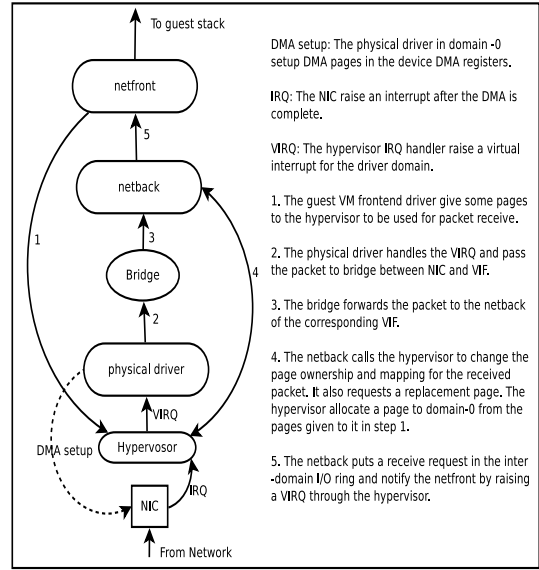 To guest stack
netfront
5
netback
1
3
4
Bridge
2
physical driver
VIRQ
DMA setup
Hypervosor
IRQ
NIC
From Network
DMA setup: The physical driver in domain -0
setup DMA pages in the device DMA registers.
IRQ: The NIC raise an interrupt after the DMA is
complete.
VIRQ: The hypervisor IRQ handler raise a virtual
interrupt for the driver domain.
1. The guest VM frontend driver give some pages
to the hypervisor to be used for packet receive.
2. The physical driver handles the VIRQ and pass
the packet to bridge between NIC and VIF.
3. The bridge forwards the packet to the netback
of the corresponding VIF.
4. The netback calls the hypervisor to change the
page ownership and mapping for the received
packet. It also requests a replacement page. The
hypervisor allocate a page to domain-0 from the
pages given to it in step 1.
5. The netback puts a receive request in the inter
-domain I/O ring and notify the netfront by raising
a VIRQ through the hypervisor.